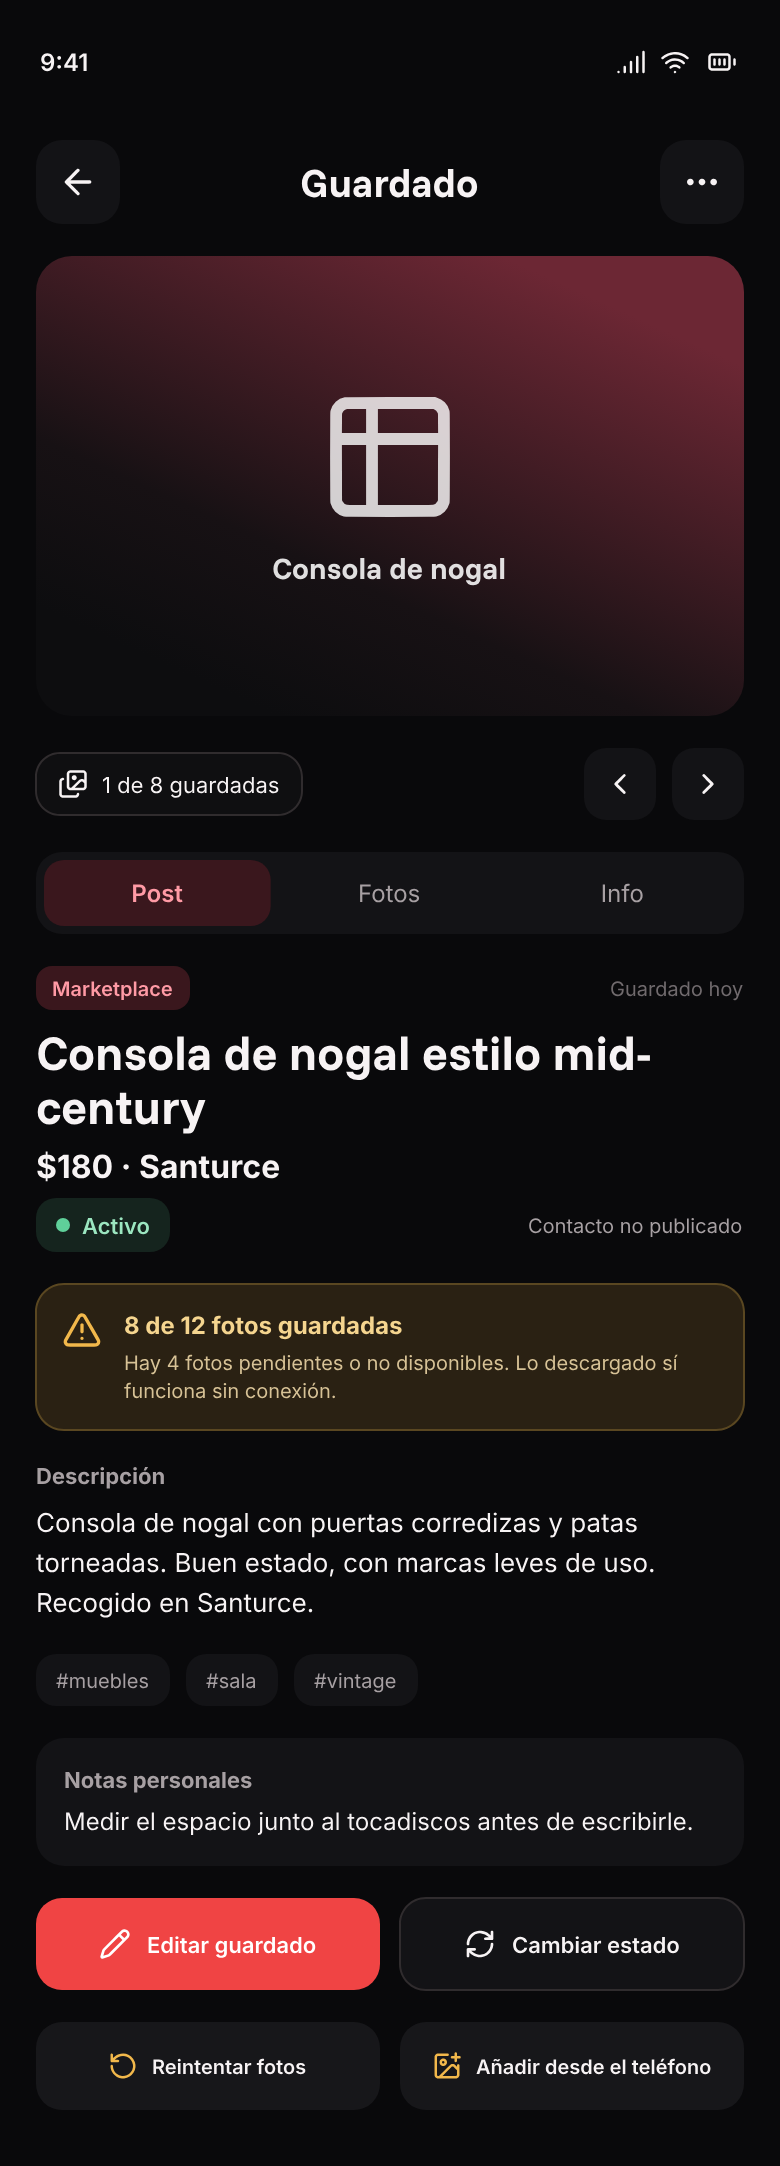 9:41
Guardado
Consola de nogal
1 de 8 guardadas
Post
Fotos
Info
Marketplace
Guardado hoy
Consola de nogal estilo mid-
century
$180 · Santurce
Activo
Contacto no publicado
8 de 12 fotos guardadas
Hay 4 fotos pendientes o no disponibles. Lo descargado sí
funciona sin conexión.
Descripción
Consola de nogal con puertas corredizas y patas
torneadas. Buen estado, con marcas leves de uso.
Recogido en Santurce.
#muebles
#sala
#vintage
Notas personales
Medir el espacio junto al tocadiscos antes de escribirle.
Editar guardado
Cambiar estado
Reintentar fotos
Añadir desde el teléfono